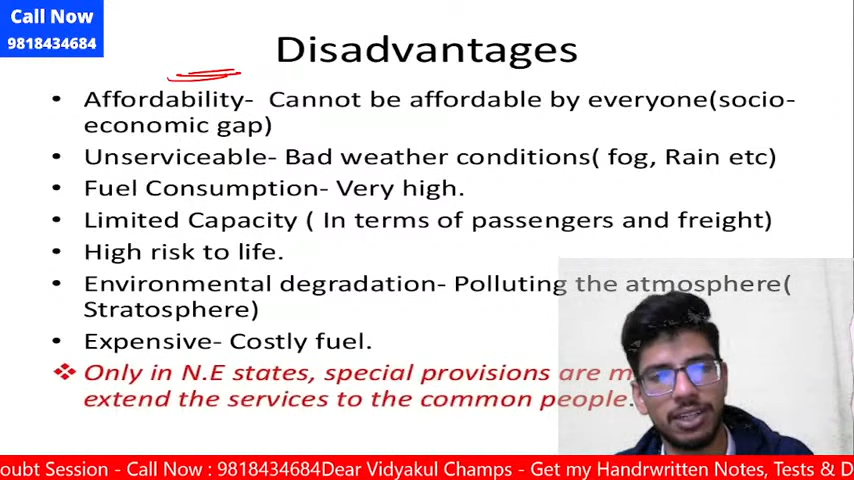 Call Now
9818434684
Disadvantages
• Affordability- Cannot be affordable by everyone(socio-
economic gap)
• Unserviceable- Bad weather conditions( fog, Rain etc)
• Fuel Consumption- Very high.
• Limited Capacity ( In terms of passengers and freight)
• High risk to life.
• Environmental degradation- Polluting the atmosphere(
Stratosphere)
• Expensive- Costly fuel.
❖ Only in N.E states, special provisions are
extend the services to the common people.
oubt Session - Call Now : 9818434684Dear Vidyakul Champs - Get my Handrwritten Notes, Tests & D